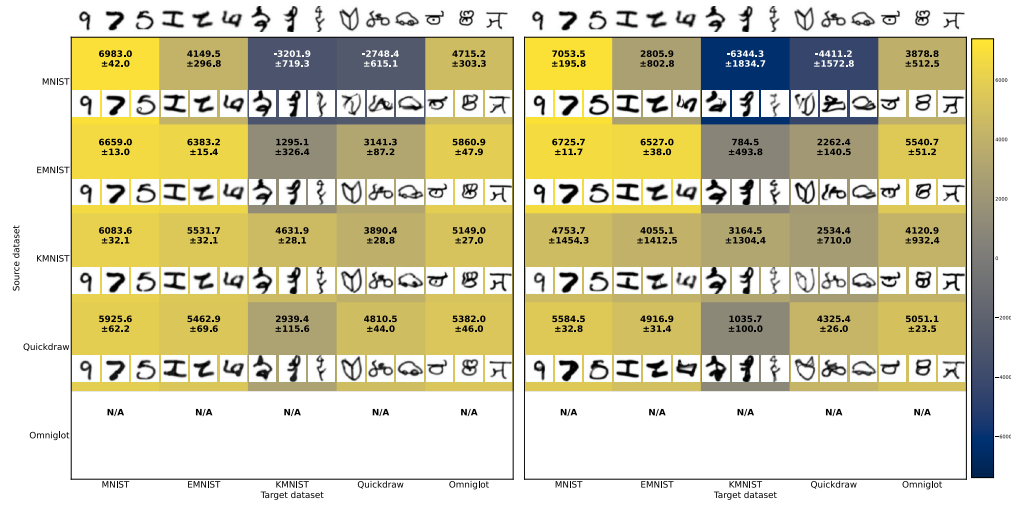 6983.0 4149.5 -3201.9 -2748.4 4715.2 7053.5 2805.9 -6344.3 -4411.2 3878.8
±42.0 ±296.8 ±719.3 ±615.1 ±303.3 ±195.8 ±802.8 ±1834.7 ±1572.8 ±512.5
MNIST
6659.0 6383.2 1295.1 3141.3 5860.9 6725.7 6527.0 784.5 2262.4 5540.7
±13.0 ±15.4 ±326.4 ±87.2 ±47.9 ±11.7 ±38.0 ±493.8 ±140.5 ±51.2
EMNIST
6083.6 5531.7 4631.9 3890.4 5149.0 4753.7 4055.1 3164.5 2534.4 4120.9
±32.1 ±32.1 ±28.1 ±28.8 ±27.0 ±1454.3 ±1412.5 ±1304.4 ±710.0 ±932.4
KMNIST
5925.6 5462.9 2939.4 4810.5 5382.0 5584.5 4916.9 1035.7 4325.4 5051.1
±62.2 ±69.6 ±115.6 ±44.0 ±46.0 ±32.8 ±31.4 ±100.0 ±26.0 ±23.5
Quickdraw
N/A N/A N/A N/A N/A N/A N/A N/A N/A N/A
Omniglot
Source dataset
MNIST EMNIST KMNIST Quickdraw Omniglot MNIST EMNIST KMNIST Quickdraw Omniglot
Target dataset Target dataset
6000
4000
2000
0
−2000
−4000
−6000